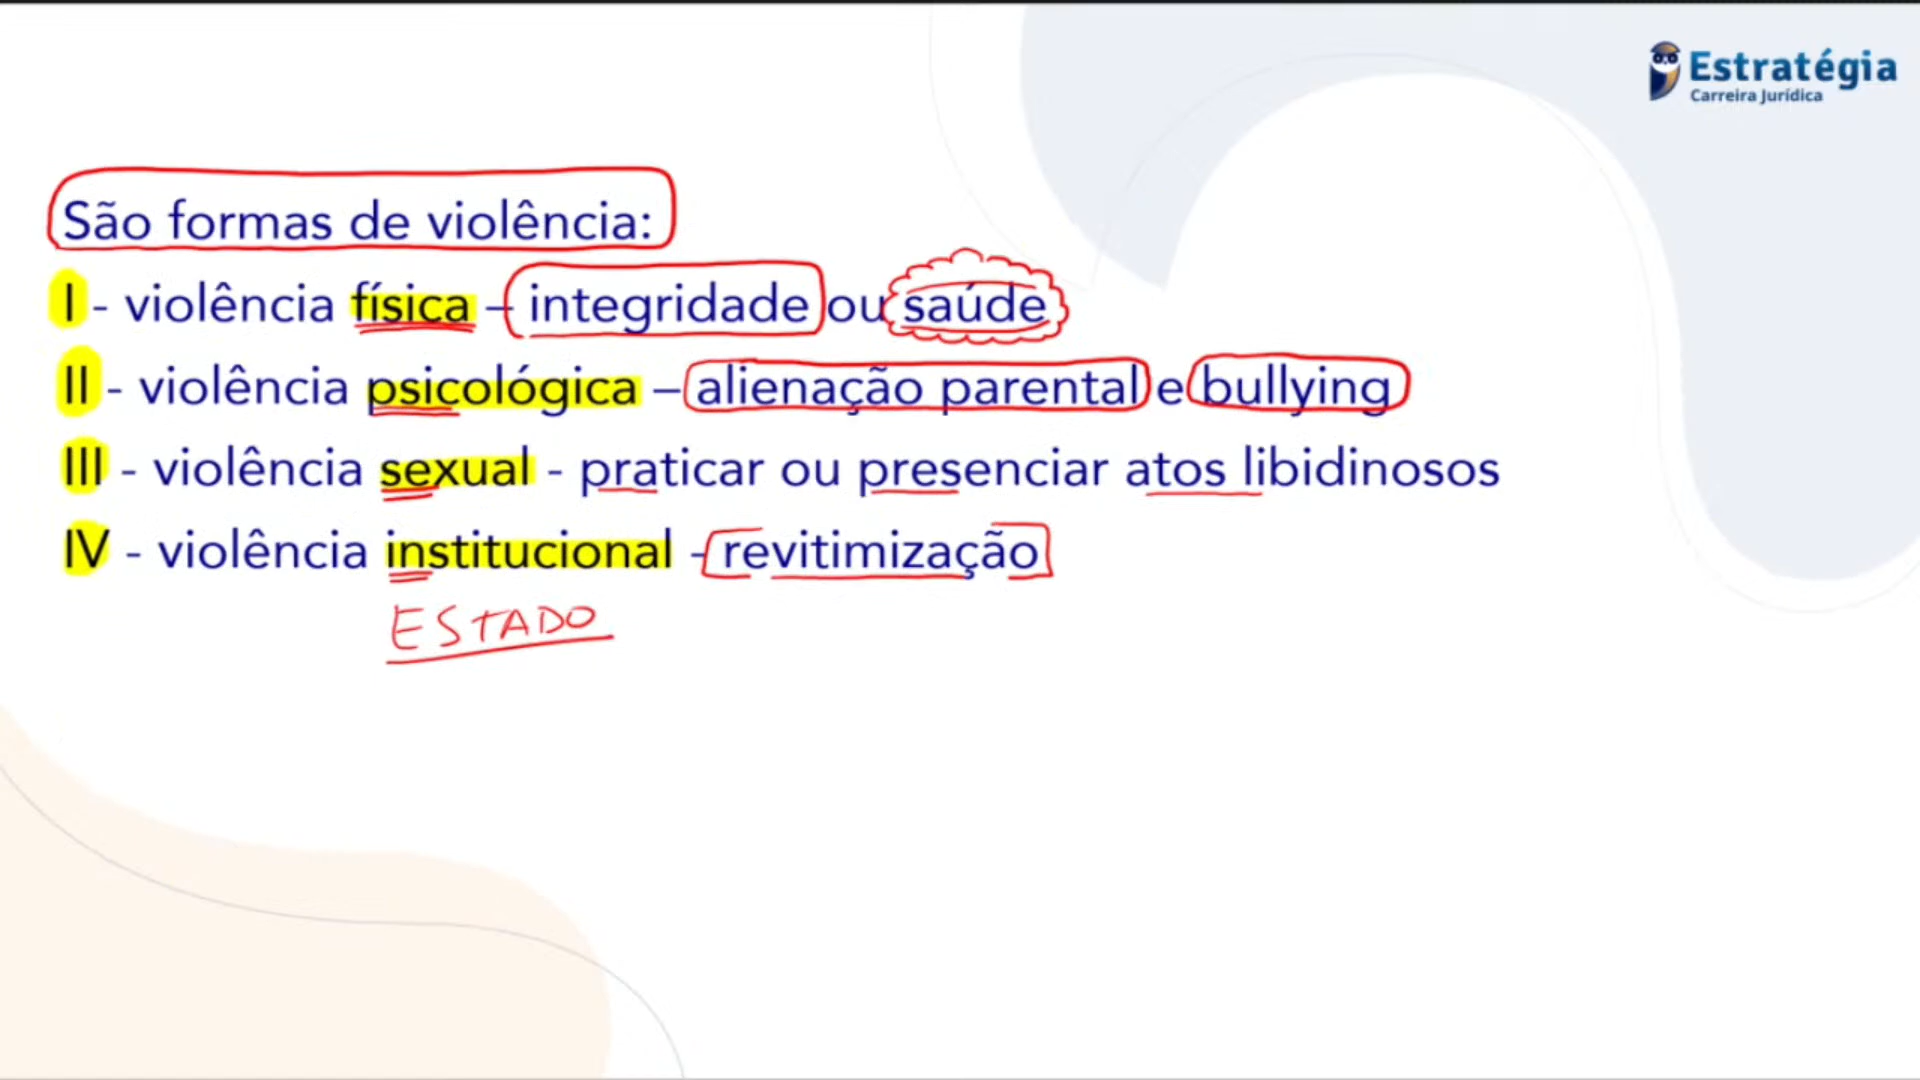 Estratégia
Carreira Jurídica
São formas de violência:
I - violência física – integridade ou saúde
II - violência psicológica – alienação parental e bullying
III - violência sexual - praticar ou presenciar atos libidinosos
IV - violência institucional - revitimização
ESTADO